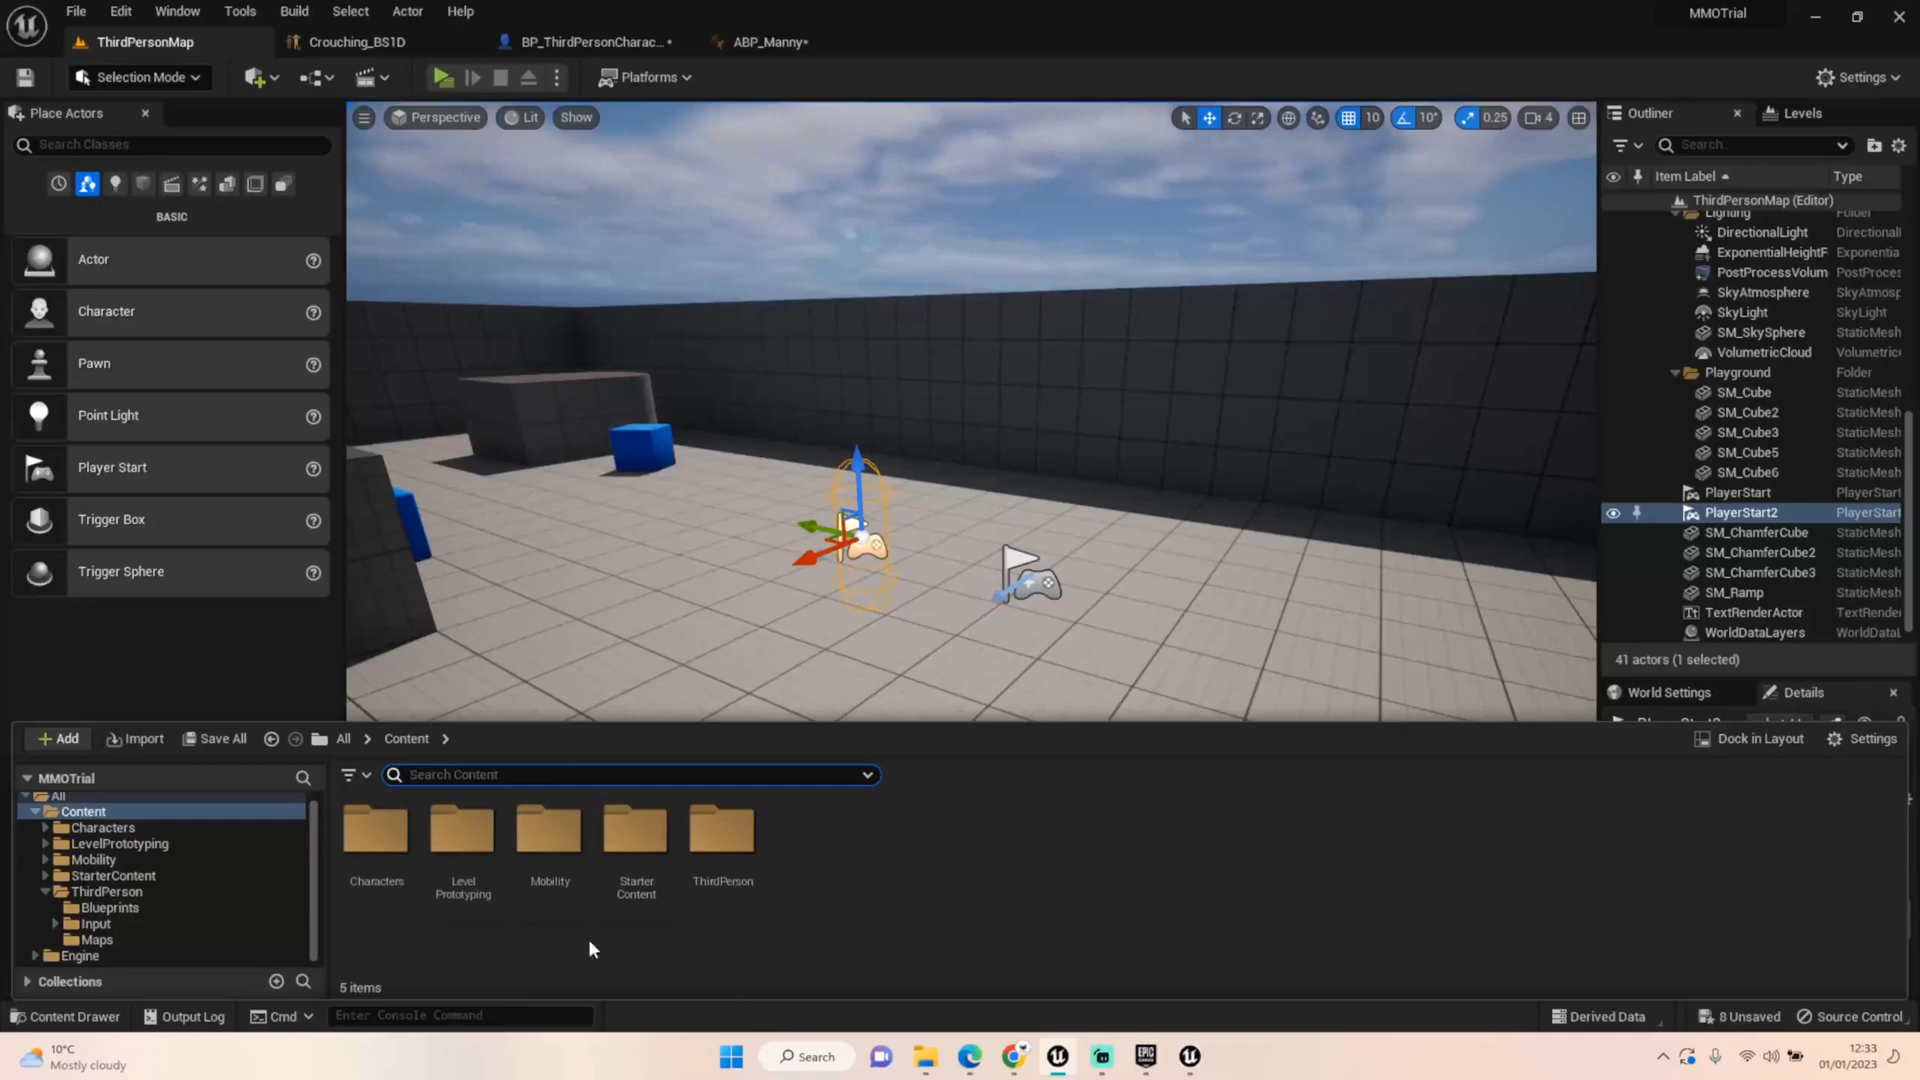 File Edit Window Tools Build Select Actor Help
MMOTrial
ThirdPersonMap
Crouching_BS1D
BP_ThirdPersonCharac...*
ABP_Manny*
Selection Mode
Platforms
Settings
Place Actors
Search Classes
BASIC
Actor
Character
Pawn
Point Light
Player Start
Trigger Box
Trigger Sphere
Perspective
Lit
Show
10
10°
0.25
4
Outliner
Levels
Search...
Item Label
Type
ThirdPersonMap (Editor)
Lighting Folder
DirectionalLight Directional
ExponentialHeightF Exponentia
PostProcessVolum PostProces
SkyAtmosphere SkyAtmosp
SkyLight SkyLight
SM_SkySphere StaticMesh
VolumetricCloud Volumetric
Playground Folder
SM_Cube StaticMesh
SM_Cube2 StaticMesh
SM_Cube3 StaticMesh
SM_Cube5 StaticMesh
SM_Cube6 StaticMesh
PlayerStart PlayerStart
PlayerStart2 PlayerStart
SM_ChamferCube StaticMesh
SM_ChamferCube2 StaticMesh
SM_ChamferCube3 StaticMesh
SM_Ramp StaticMesh
TextRenderActor TextRender
WorldDataLayers WorldDataL
41 actors (1 selected)
World Settings
Details
Add
Import
Save All
All
Content
Dock in Layout
Settings
MMOTrial
All
Content
Characters
LevelPrototyping
Mobility
StarterContent
ThirdPerson
Blueprints
Input
Maps
Engine
Collections
Search Content
Characters
Level
Prototyping
Mobility
Starter
Content
ThirdPerson
5 items
Content Drawer
Output Log
Cmd
Enter Console Command
Derived Data
8 Unsaved
Source Control
10°C
Mostly cloudy
Search
EPIC
12:33
01/01/2023